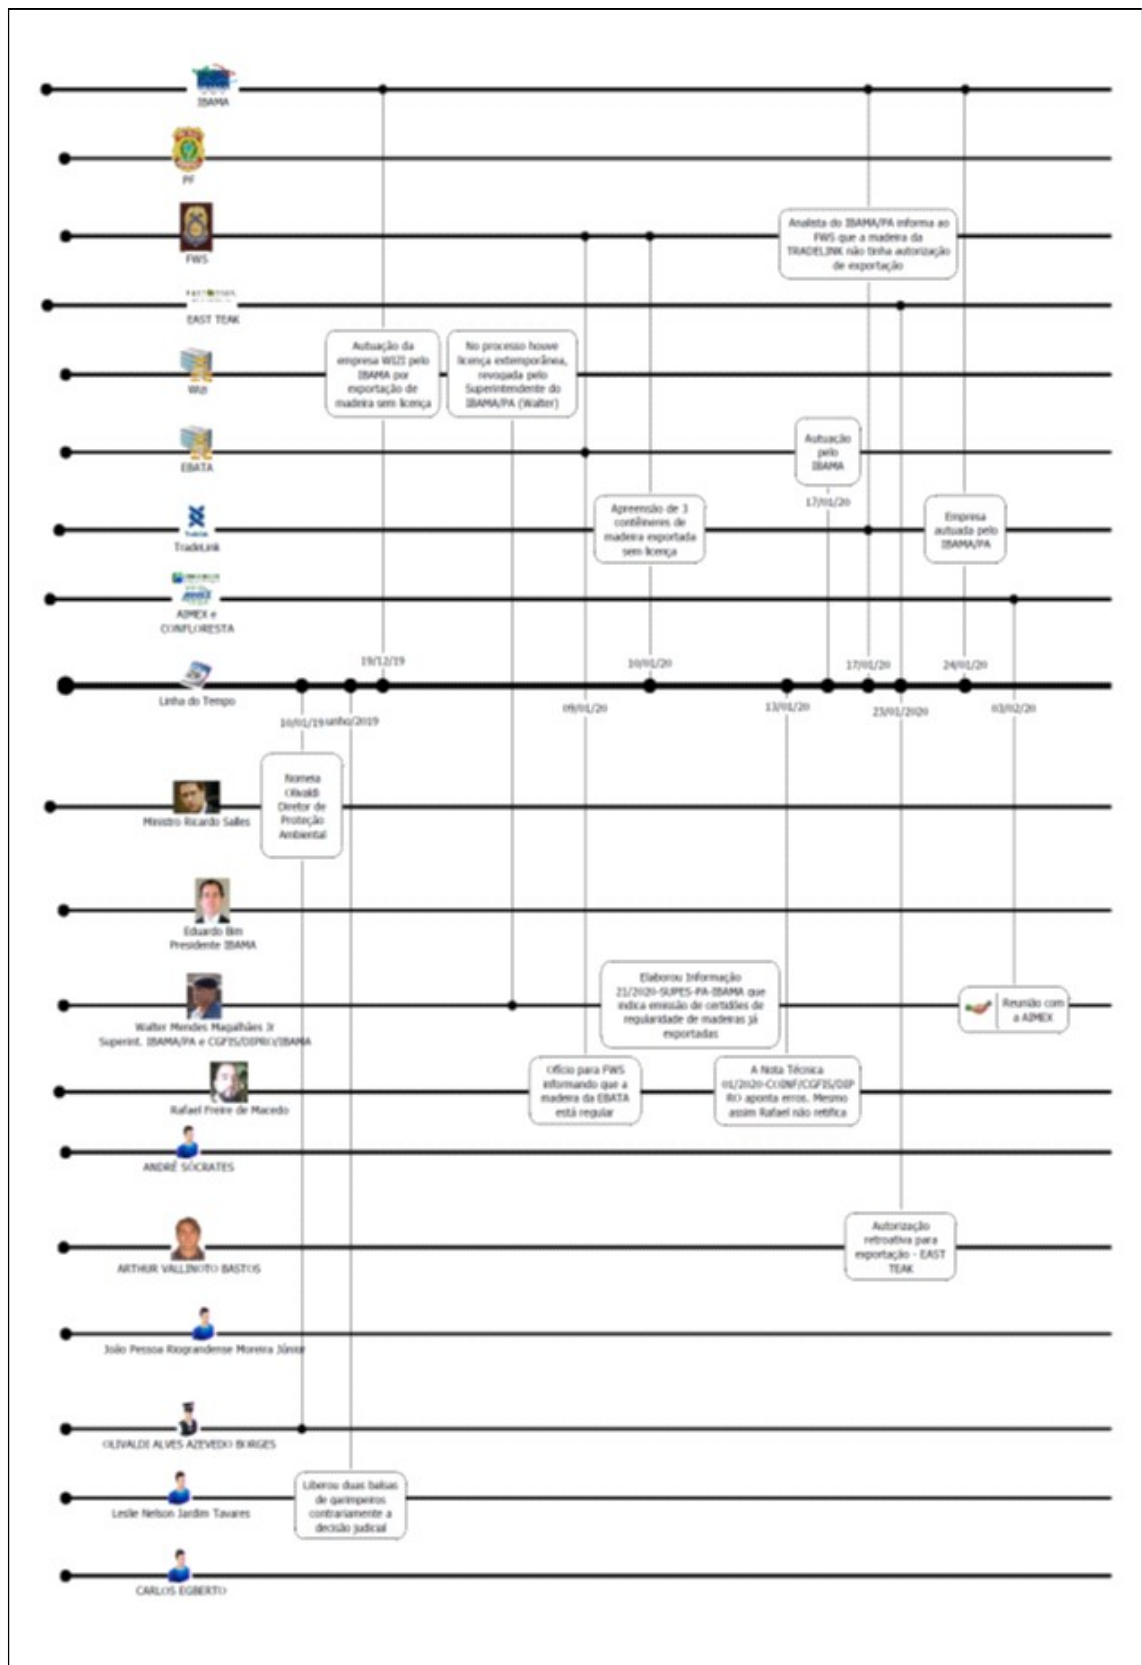 IBAMA
PF
Analista do IBAMA/PA informa ao
FWS que a madeira da
TRADELINK não tinha autorização
de exportação
FWS
EAST TEAK
Autuação da
empresa WIZI pelo
IBAMA por
exportação de
madeira sem licença
No processo houve
licença extemporânea,
revogada pelo
Superintendente do
IBAMA/PA (Walter)
Wizi
Autuação
pelo
IBAMA
EBATA
17/01/20
Apreensão de 3
contêineres de
madeira exportada
sem licença
Empresa
autuada pelo
IBAMA/PA
TradeLink
AIMEX e
CONFLORESTA
19/12/19
10/01/20
17/01/20
24/01/20
Linha do Tempo
10/01/19
unho/2019
09/01/20
13/01/20
23/01/2020
03/02/20
Nomeia
Olivaldi
Diretor de
Proteção
Ambiental
Ministro Ricardo Salles
Eduardo Bim
Presidente IBAMA
Elaborou Informação
21/2020-SUPES-PA-IBAMA que
indica emissão de certidões de
regularidade de madeiras já
exportadas
Reunião com
a AIMEX
Walter Mendes Magalhães Jr
Superint. IBAMA/PA e CGFIS/DIPRO/IBAMA
Ofício para FWS
informando que a
madeira da EBATA
está regular
A Nota Técnica
01/2020-COINF/CGFIS/DIP
RO aponta erros. Mesmo
assim Rafael não retifica
Rafael Freire de Macedo
ANDRÉ SÓCRATES
Autorização
retroativa para
exportação - EAST
TEAK
ARTHUR VALLINOTO BASTOS
João Pessoa Riograndense Moreira Júnior
OLIVALDI ALVES AZEVEDO BORGES
Liberou duas balsas
de garimpeiros
contrariamente a
decisão judicial
Leslie Nelson Jardim Tavares
CARLOS EGBERTO